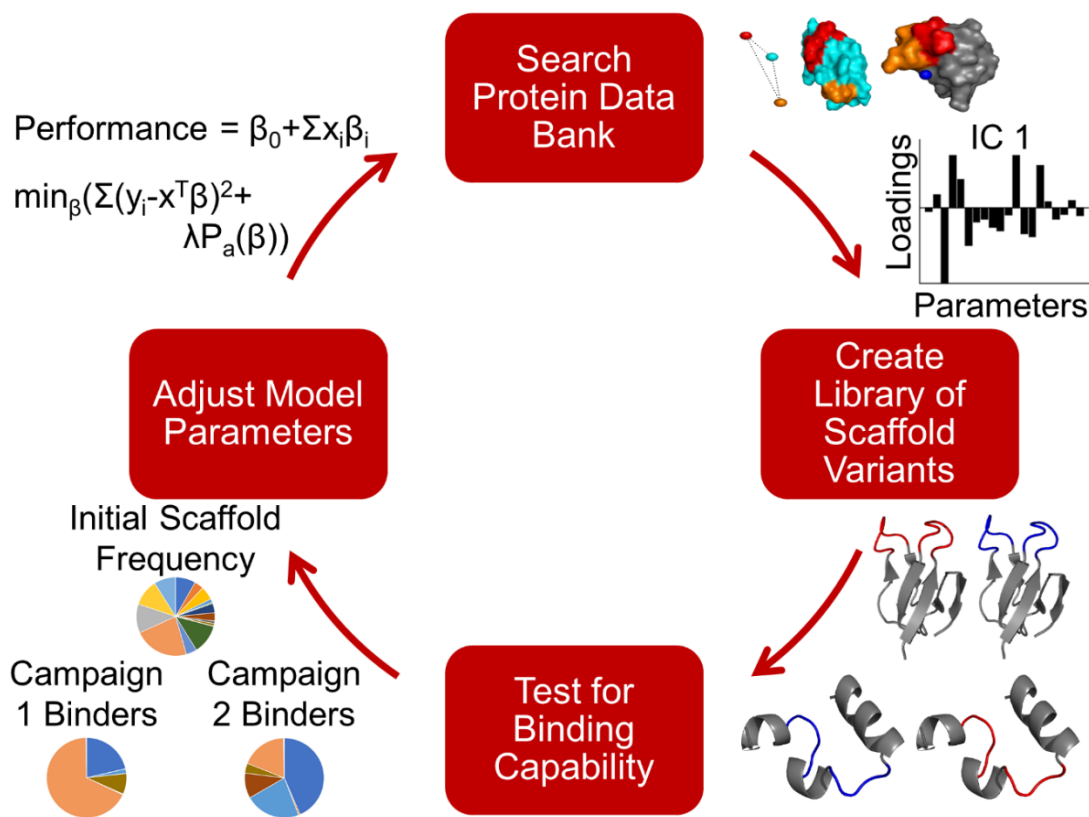 Search
Protein Data
Bank
Performance = β₀+Σxᵢβᵢ
min_β(Σ(yᵢ-xᵀβ)²+
λPₐ(β))
IC 1
Loadings
Parameters
Create
Library of
Scaffold
Variants
Adjust Model
Parameters
Initial Scaffold
Frequency
Campaign
1 Binders
Campaign
2 Binders
Test for
Binding
Capability